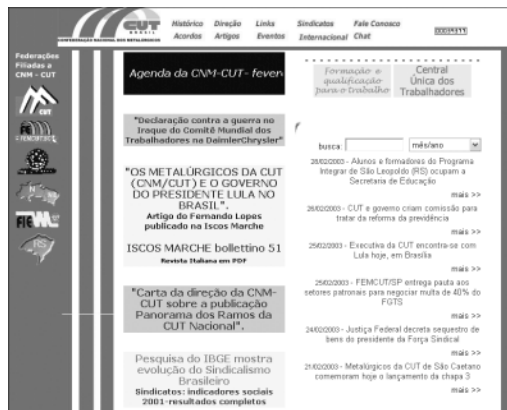 CUT
BRASIL
CONFEDERAÇÃO NACIONAL DOS METALÚRGICOS
Histórico Direção Links Sindicatos Fale Conosco
Acordos Artigos Eventos Internacional Chat
Federações
Filiadas a
CNM - CUT
CUT
FEM
RS
Agenda da CNM-CUT- fever
"Declaração contra a guerra no
Iraque do Comitê Mundial dos
Trabalhadores na DaimlerChrysler"
"OS METALÚRGICOS DA CUT
(CNM/CUT) E O GOVERNO
DO PRESIDENTE LULA NO
BRASIL".
Artigo do Fernando Lopes
publicado na Iscos Marche
ISCOS MARCHE bollettino 51
Revista Italiana em PDF
"Carta da direção da CNM-
CUT sobre a publicação
Panorama dos Ramos da
CUT Nacional".
Pesquisa do IBGE mostra
evolução do Sindicalismo
Brasileiro
Sindicatos: indicadores sociais
2001-resultados completos
Formação e
qualificação
para o trabalho
Central
Única dos
Trabalhadores
busca: mês/ano
28/02/2003 - Alunos e formadores do Programa
Integrar de São Leopoldo (RS) ocupam a
Secretaria de Educação
mais >>
26/02/2003 - CUT e governo criam comissão para
tratar da reforma da previdência
mais >>
25/02/2003 - Executiva da CUT encontra-se com
Lula hoje, em Brasília
mais >>
25/02/2003 - FEMCUT/SP entrega pauta aos
setores patronais para negociar multa de 40% do
FGTS
mais >>
24/02/2003 - Justiça Federal decreta sequestro de
bens do presidente da Força Sindical
mais >>
21/02/2003 - Metalúrgicos da CUT de São Caetano
comemoram hoje o lançamento da chapa 3
mais >>